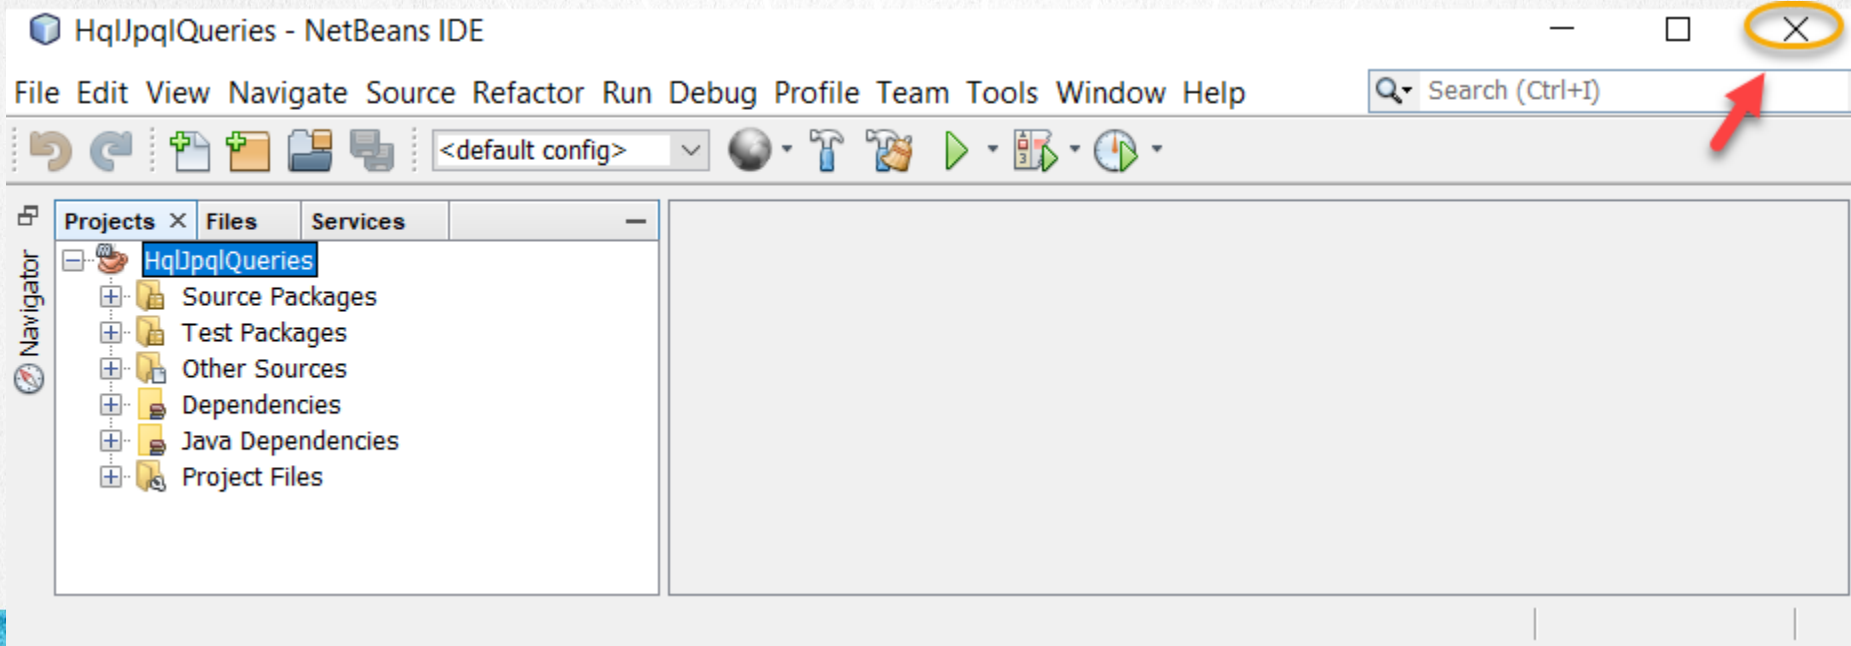 HqlJpqlQueries - NetBeans IDE
File Edit View Navigate Source Refactor Run Debug Profile Team Tools Window Help
Search (Ctrl+I)
<default config>
Projects Files Services
Navigator
HqlJpqlQueries
Source Packages
Test Packages
Other Sources
Dependencies
Java Dependencies
Project Files